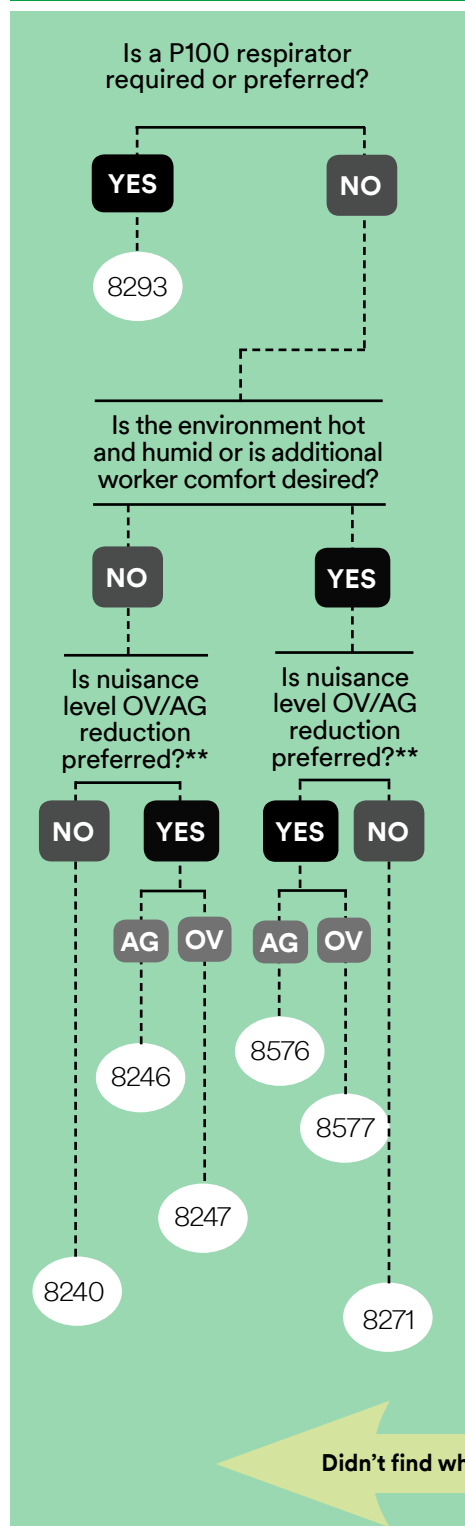 Is a P100 respirator
required or preferred?
YES
NO
8293
Is the environment hot
and humid or is additional
worker comfort desired?
NO
YES
Is nuisance
level OV/AG
reduction
preferred?**
Is nuisance
level OV/AG
reduction
preferred?**
NO
YES
YES
NO
AG
OV
AG
OV
8576
8246
8577
8247
8240
8271
Didn't find